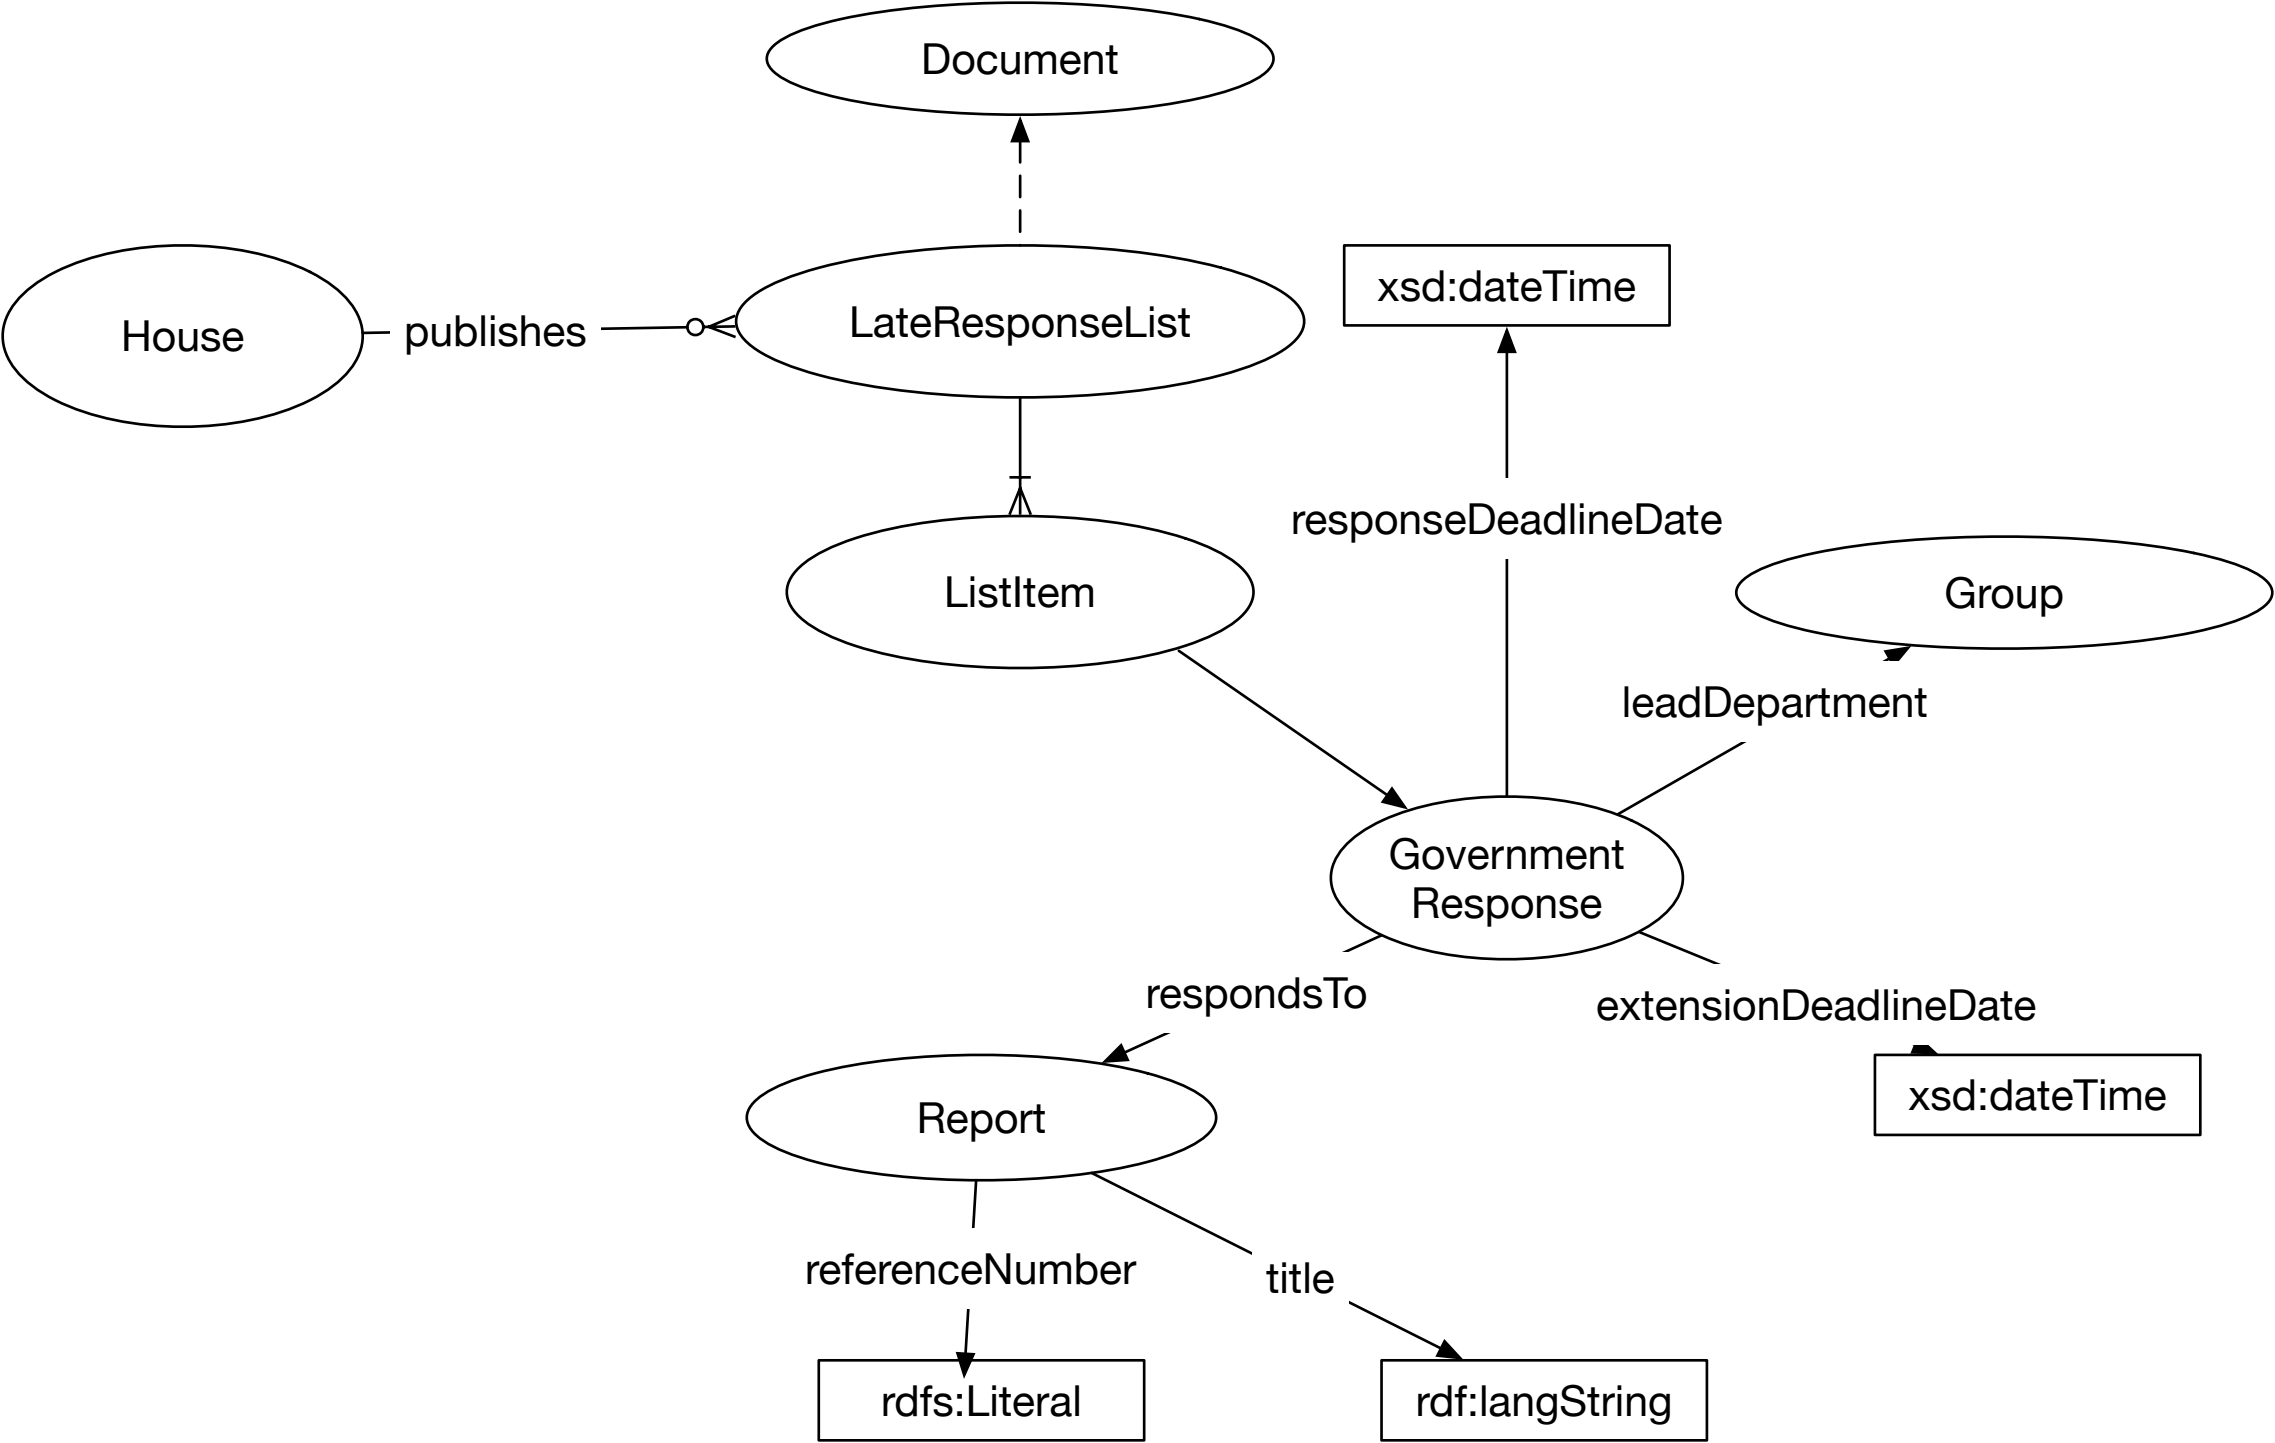 Document
xsd:dateTime
House
publishes
LateResponseList
responseDeadlineDate
ListItem
Group
leadDepartment
Government
Response
respondsTo
extensionDeadlineDate
xsd:dateTime
Report
referenceNumber
title
rdfs:Literal
rdf:langString